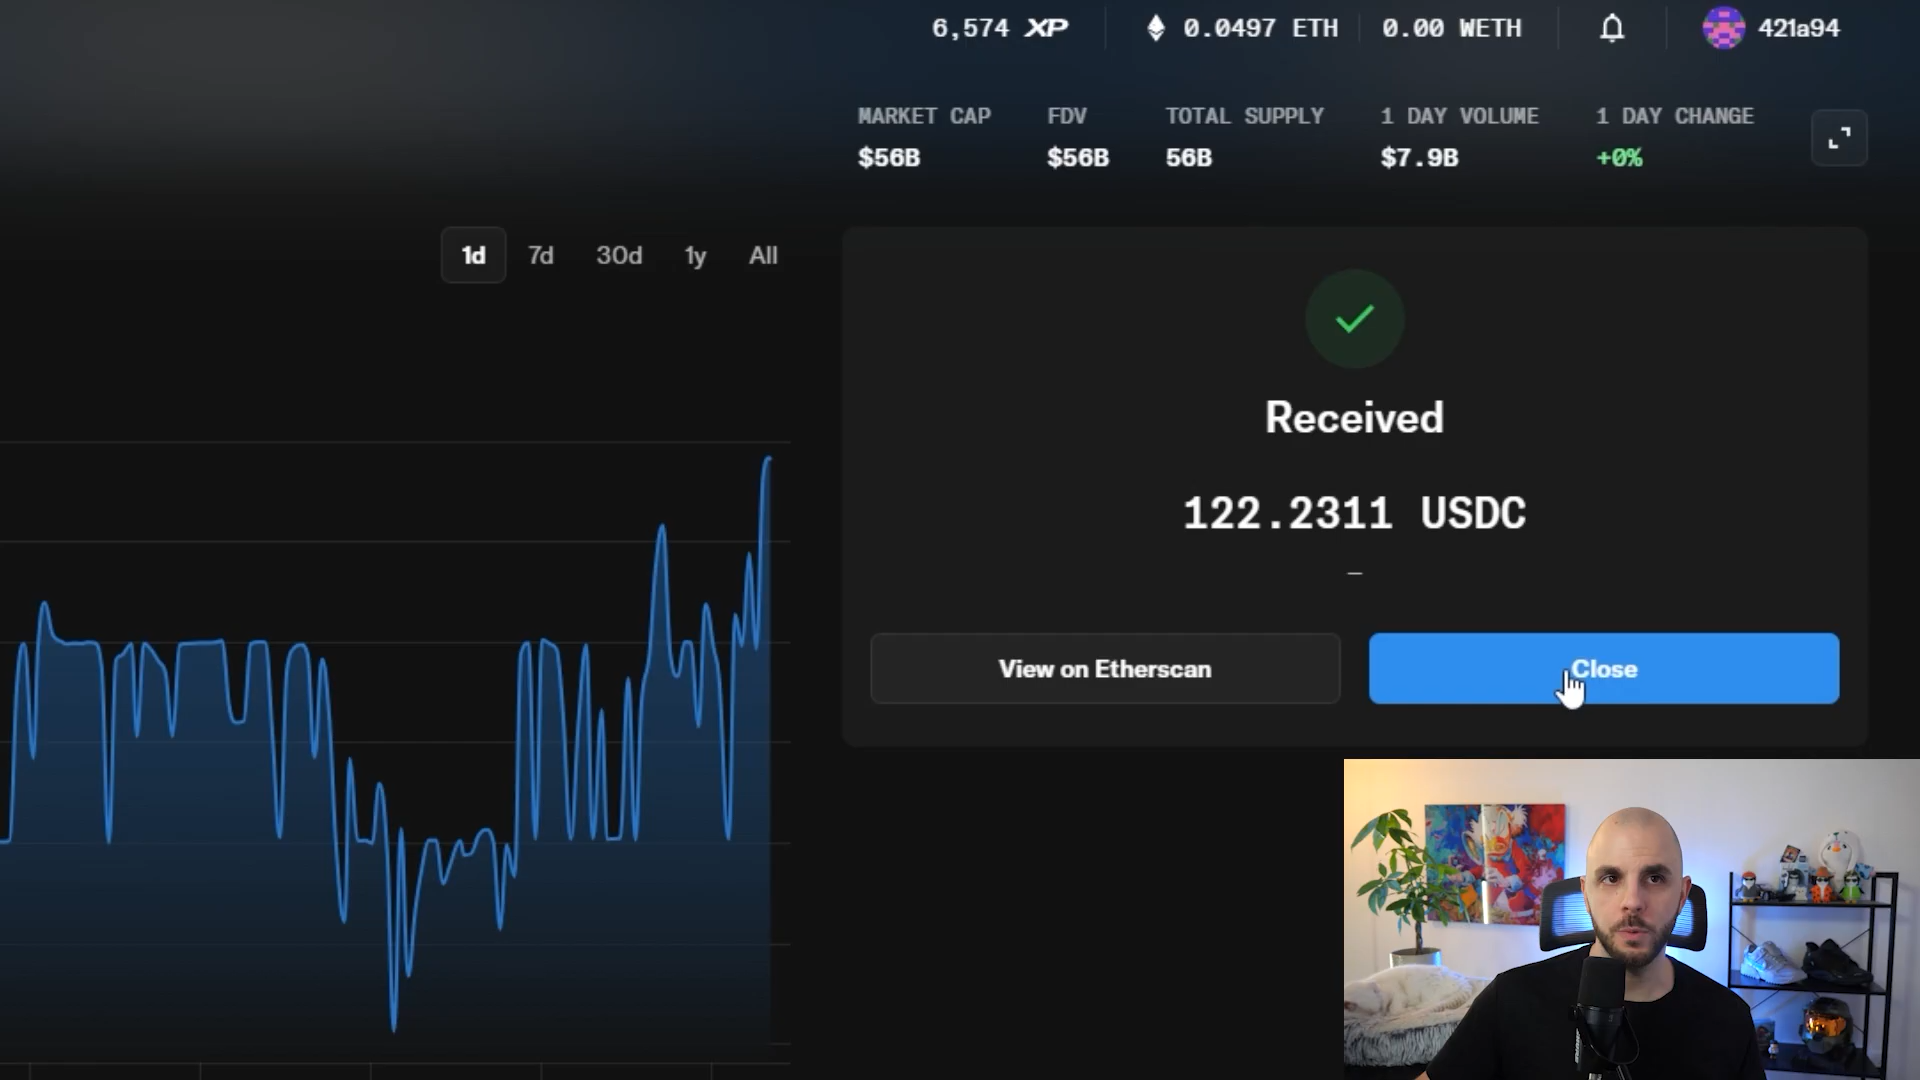 6,574 XP 0.0497 ETH 0.00 WETH 421a94
MARKET CAP FDV TOTAL SUPPLY 1 DAY VOLUME 1 DAY CHANGE
$56B $56B 56B $7.9B +0%
1d 7d 30d 1y All
Received
122.2311 USDC
—
View on Etherscan Close